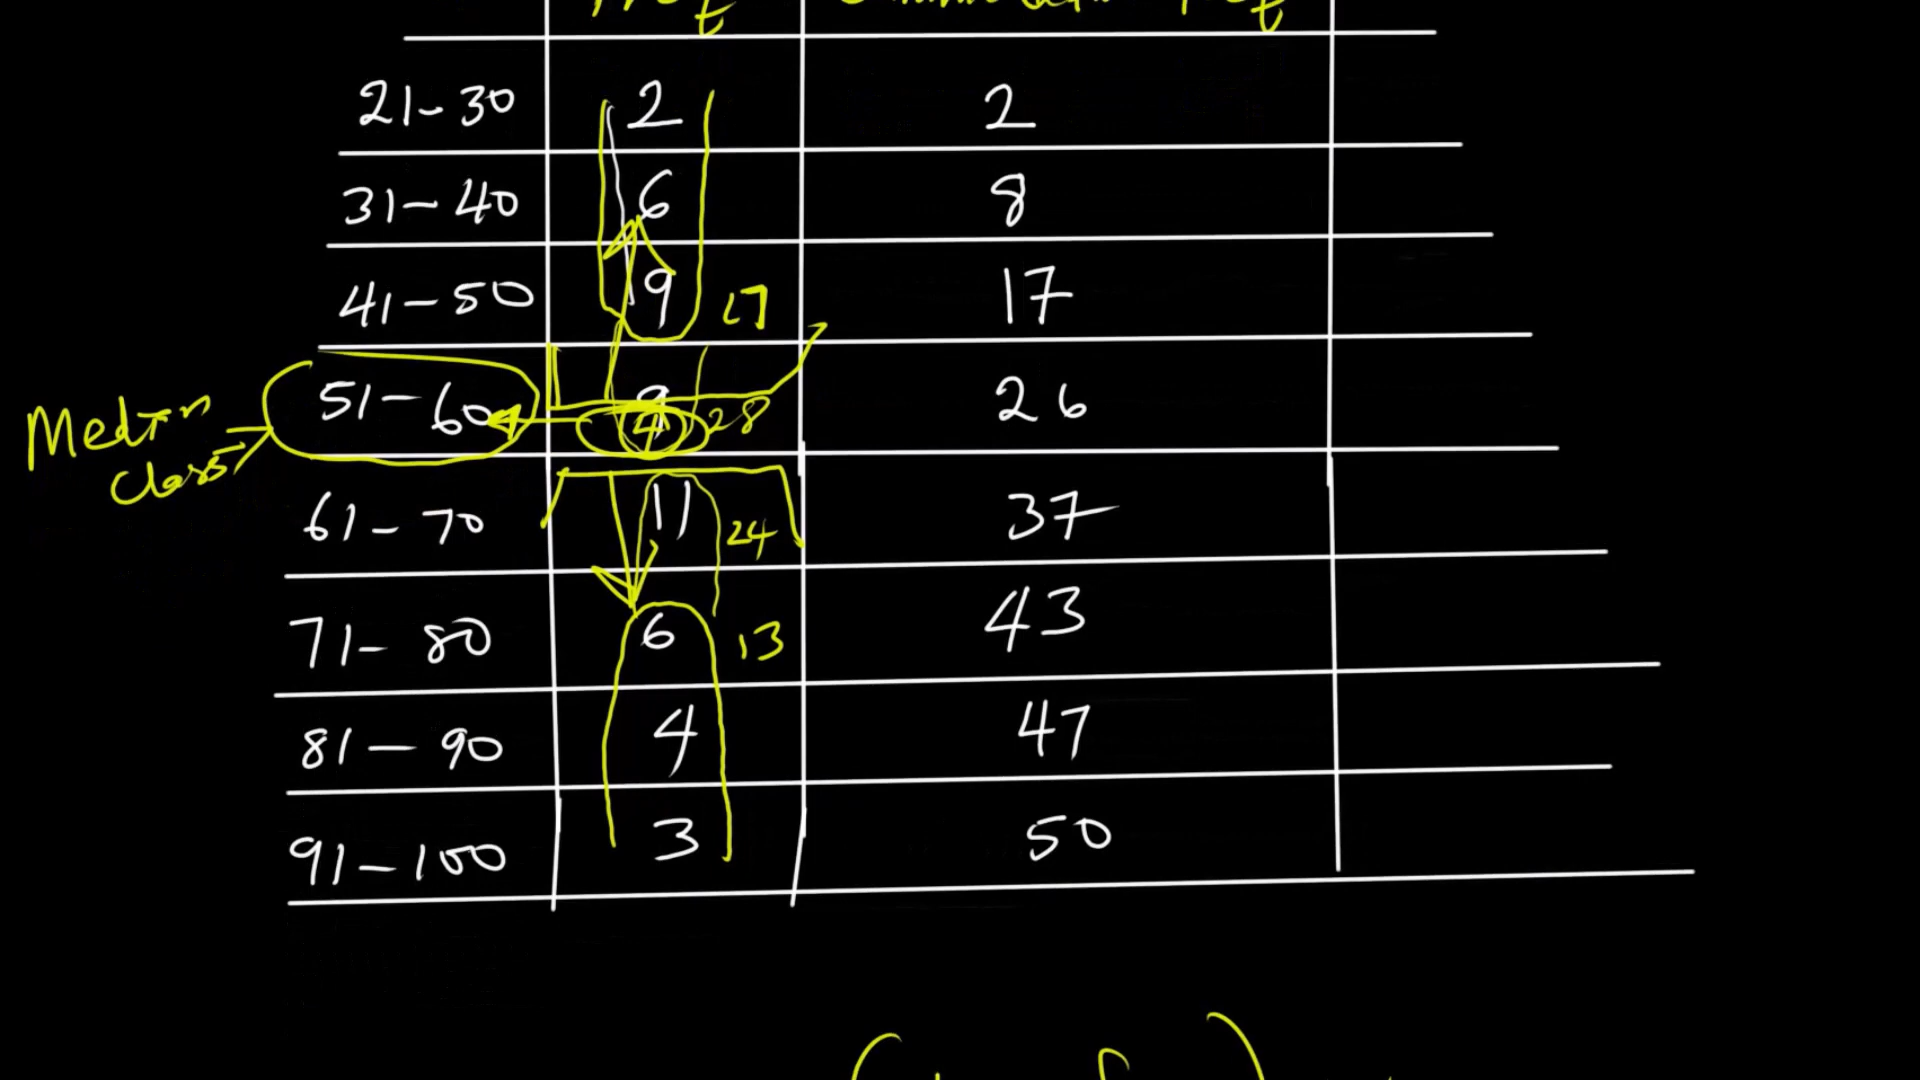 21-30 2 2
31-40 6 8
41-50 9 17 17
51-60 9 28 26
Median
class
61-70 11 24 37
71-80 6 13 43
81-90 4 47
91-100 3 50